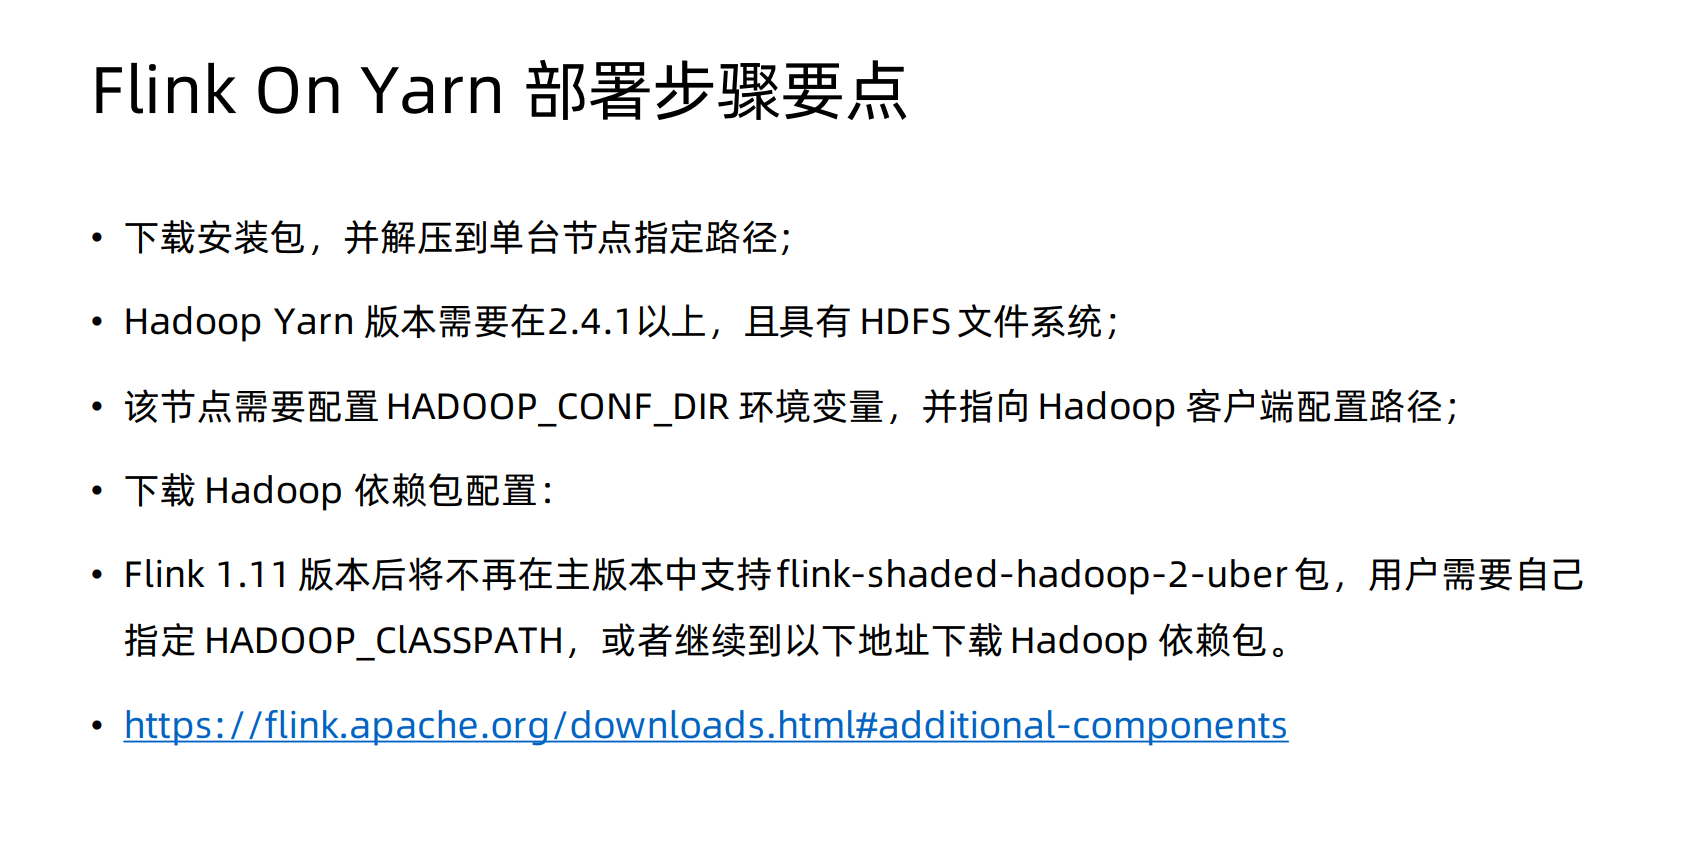 Flink On Yarn 部署步骤要点
• 下载安装包，并解压到单台节点指定路径；
• Hadoop Yarn 版本需要在2.4.1以上，且具有 HDFS 文件系统；
• 该节点需要配置 HADOOP_CONF_DIR 环境变量，并指向 Hadoop 客户端配置路径；
• 下载 Hadoop 依赖包配置：
• Flink 1.11 版本后将不再在主版本中支持 flink-shaded-hadoop-2-uber 包，用户需要自己
指定 HADOOP_ClASSPATH，或者继续到以下地址下载 Hadoop 依赖包。
• https://flink.apache.org/downloads.html#additional-components